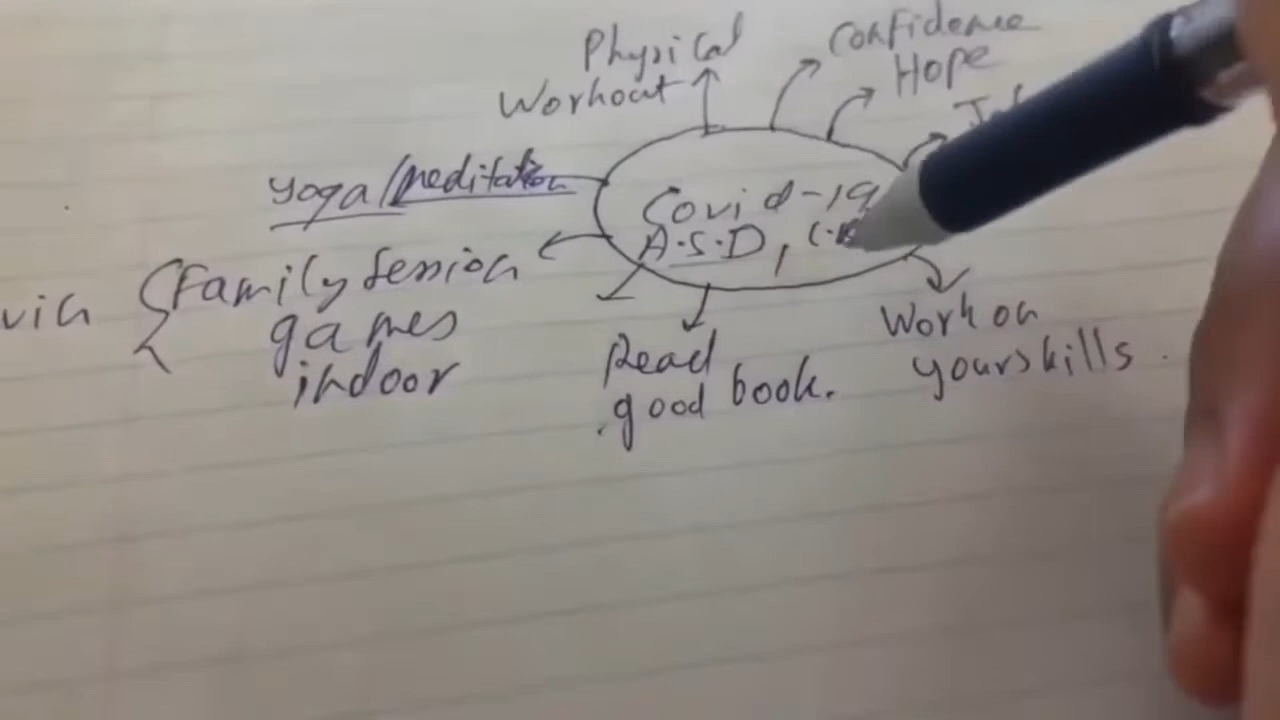 Physical
Workout
Confidence
Hope
yoga/meditation
Covid-19
A.S.D,
Family Session
games
indoor
Read
good book.
Work on
your skills